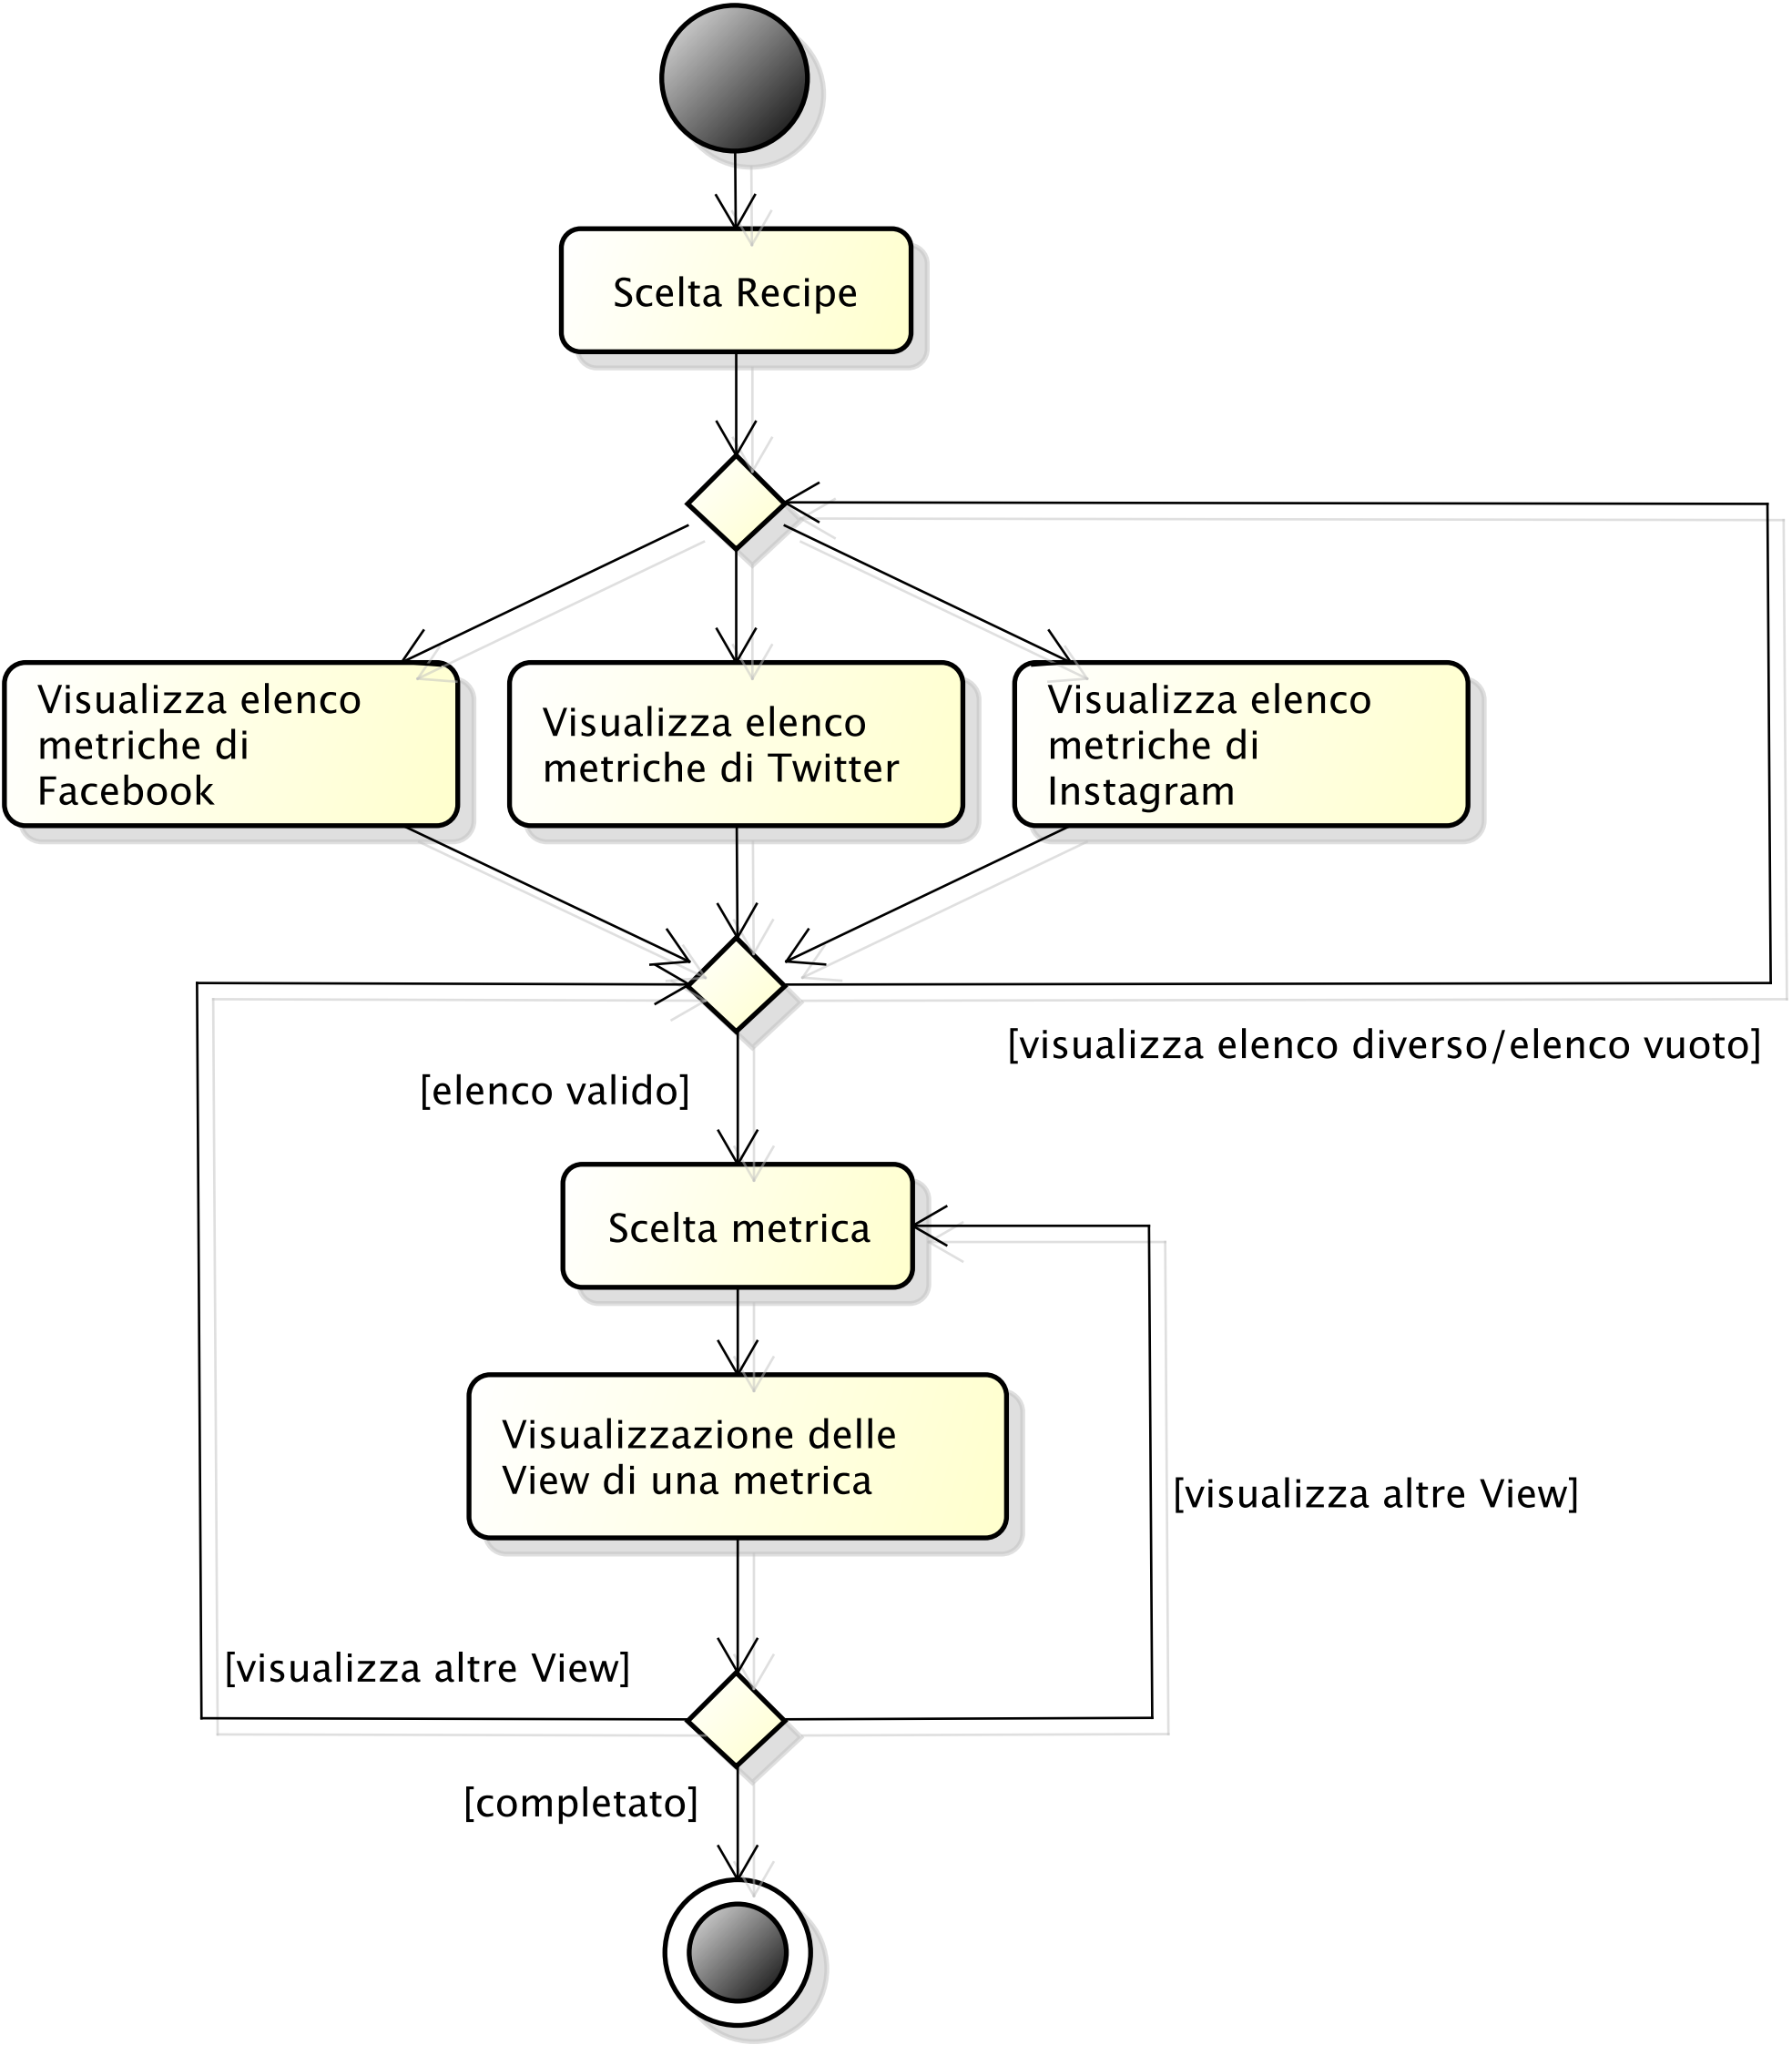 Scelta Recipe
Visualizza elenco
metriche di
Facebook
Visualizza elenco
metriche di Twitter
Visualizza elenco
metriche di
Instagram
[visualizza elenco diverso/elenco vuoto]
[elenco valido]
Scelta metrica
Visualizzazione delle
View di una metrica
[visualizza altre View]
[visualizza altre View]
[completato]